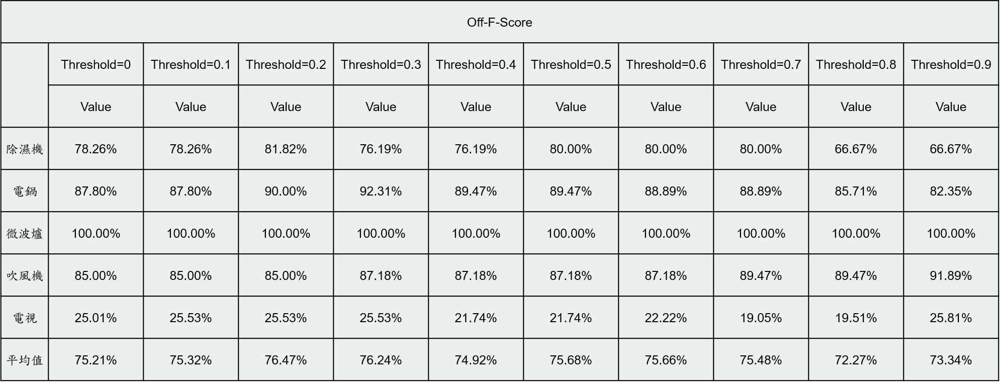 Off-F-Score
Threshold=0 Threshold=0.1 Threshold=0.2 Threshold=0.3 Threshold=0.4 Threshold=0.5 Threshold=0.6 Threshold=0.7 Threshold=0.8 Threshold=0.9
Value Value Value Value Value Value Value Value Value Value
除濕機 78.26% 78.26% 81.82% 76.19% 76.19% 80.00% 80.00% 80.00% 66.67% 66.67%
電鍋 87.80% 87.80% 90.00% 92.31% 89.47% 89.47% 88.89% 88.89% 85.71% 82.35%
微波爐 100.00% 100.00% 100.00% 100.00% 100.00% 100.00% 100.00% 100.00% 100.00% 100.00%
吹風機 85.00% 85.00% 85.00% 87.18% 87.18% 87.18% 87.18% 89.47% 89.47% 91.89%
電視 25.01% 25.53% 25.53% 25.53% 21.74% 21.74% 22.22% 19.05% 19.51% 25.81%
平均值 75.21% 75.32% 76.47% 76.24% 74.92% 75.68% 75.66% 75.48% 72.27% 73.34%